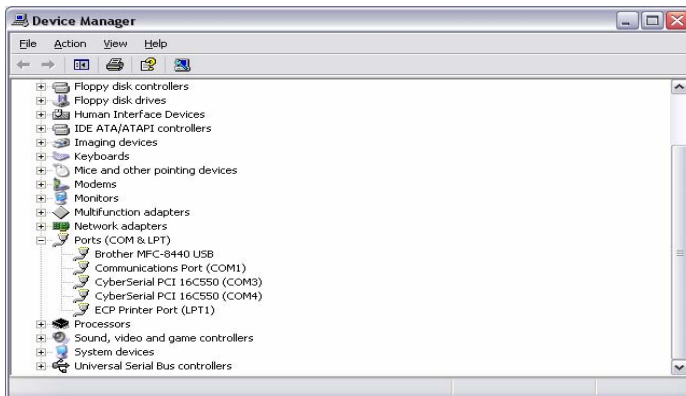 Device Manager
File Action View Help
Floppy disk controllers
Floppy disk drives
Human Interface Devices
IDE ATA/ATAPI controllers
Imaging devices
Keyboards
Mice and other pointing devices
Modems
Monitors
Multifunction adapters
Network adapters
Ports (COM & LPT)
Brother MFC-8440 USB
Communications Port (COM1)
CyberSerial PCI 16C550 (COM3)
CyberSerial PCI 16C550 (COM4)
ECP Printer Port (LPT1)
Processors
Sound, video and game controllers
System devices
Universal Serial Bus controllers